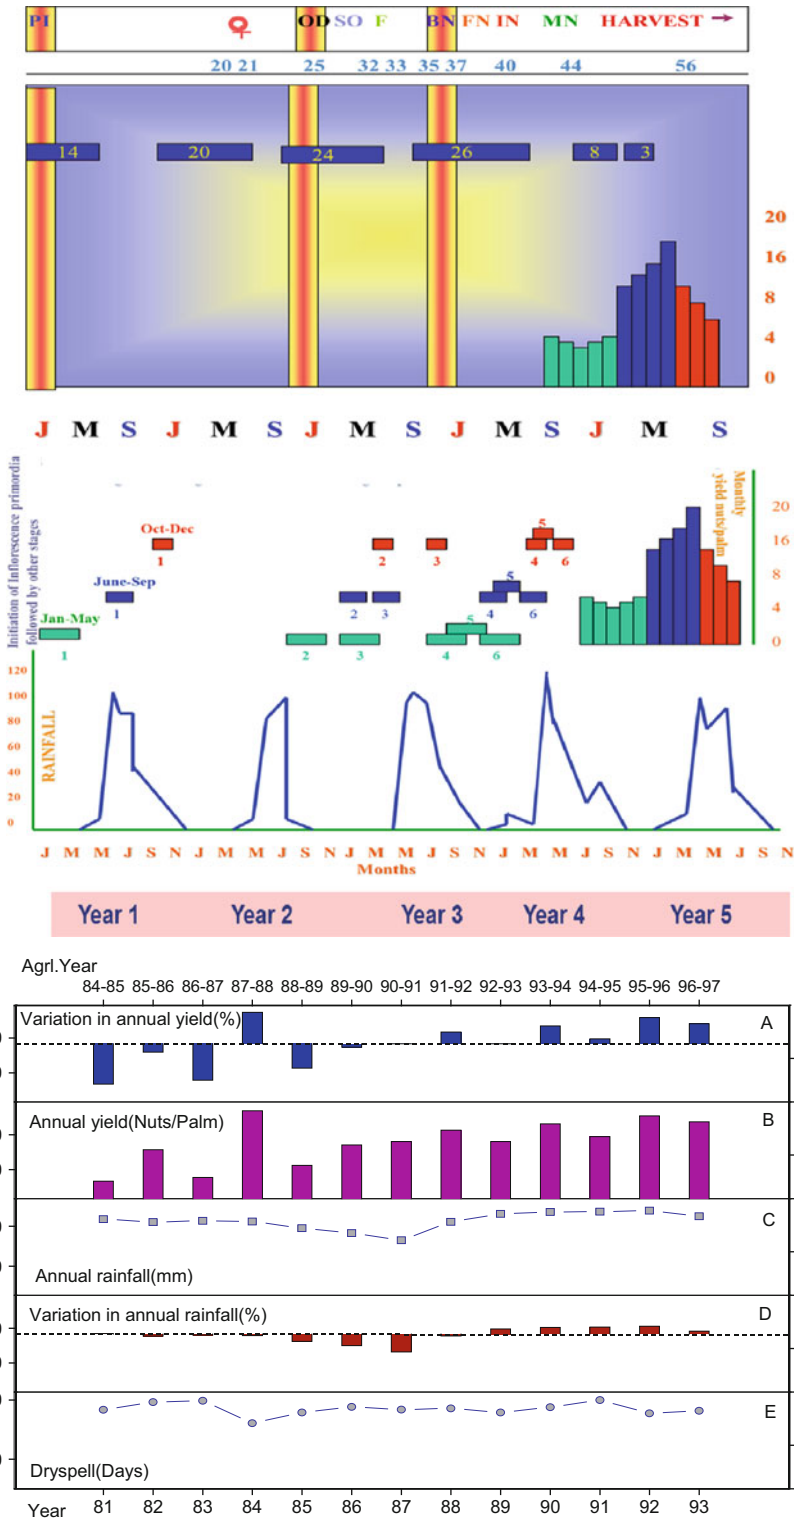 PI OD SO F BN FN IN MN HARVEST
20 21 25 32 33 35 37 40 44 56
14 20 24 26 8 3
20
16
8
4
0
J M S J M S J M S J M S J M S
Initiation of Inflorescence primordia
followed by other stages
Monthly
yield nuts/palm
20
16
8
4
0
Oct-Dec
1 2 3 4 5 6
June-Sep
1 2 3 4 5 6
Jan-May
1 2 3 4 5 6
120
100
80
60
40
20
0
RAINFALL
J M M J S N J M M J S N J M M J S N J M M J S N J M M J S N
Months
Year 1 Year 2 Year 3 Year 4 Year 5
Agrl.Year
84-85 85-86 86-87 87-88 88-89 89-90 90-91 91-92 92-93 93-94 94-95 95-96 96-97
Variation in annual yield(%) A
Annual yield(Nuts/Palm) B
C
Annual rainfall(mm)
Variation in annual rainfall(%) D
E
Dryspell(Days)
Year 81 82 83 84 85 86 87 88 89 90 91 92 93